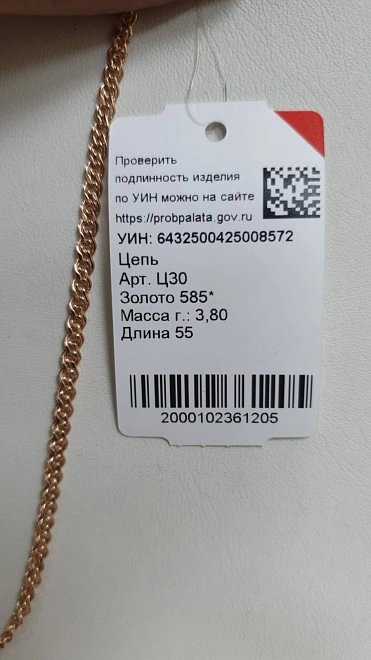 Проверить
подлинность изделия
по УИН можно на сайте
https://probpalata.gov.ru
УИН: 6432500425008572
Цепь
Арт. Ц30
Золото 585*
Масса г.: 3,80
Длина 55
2000102361205